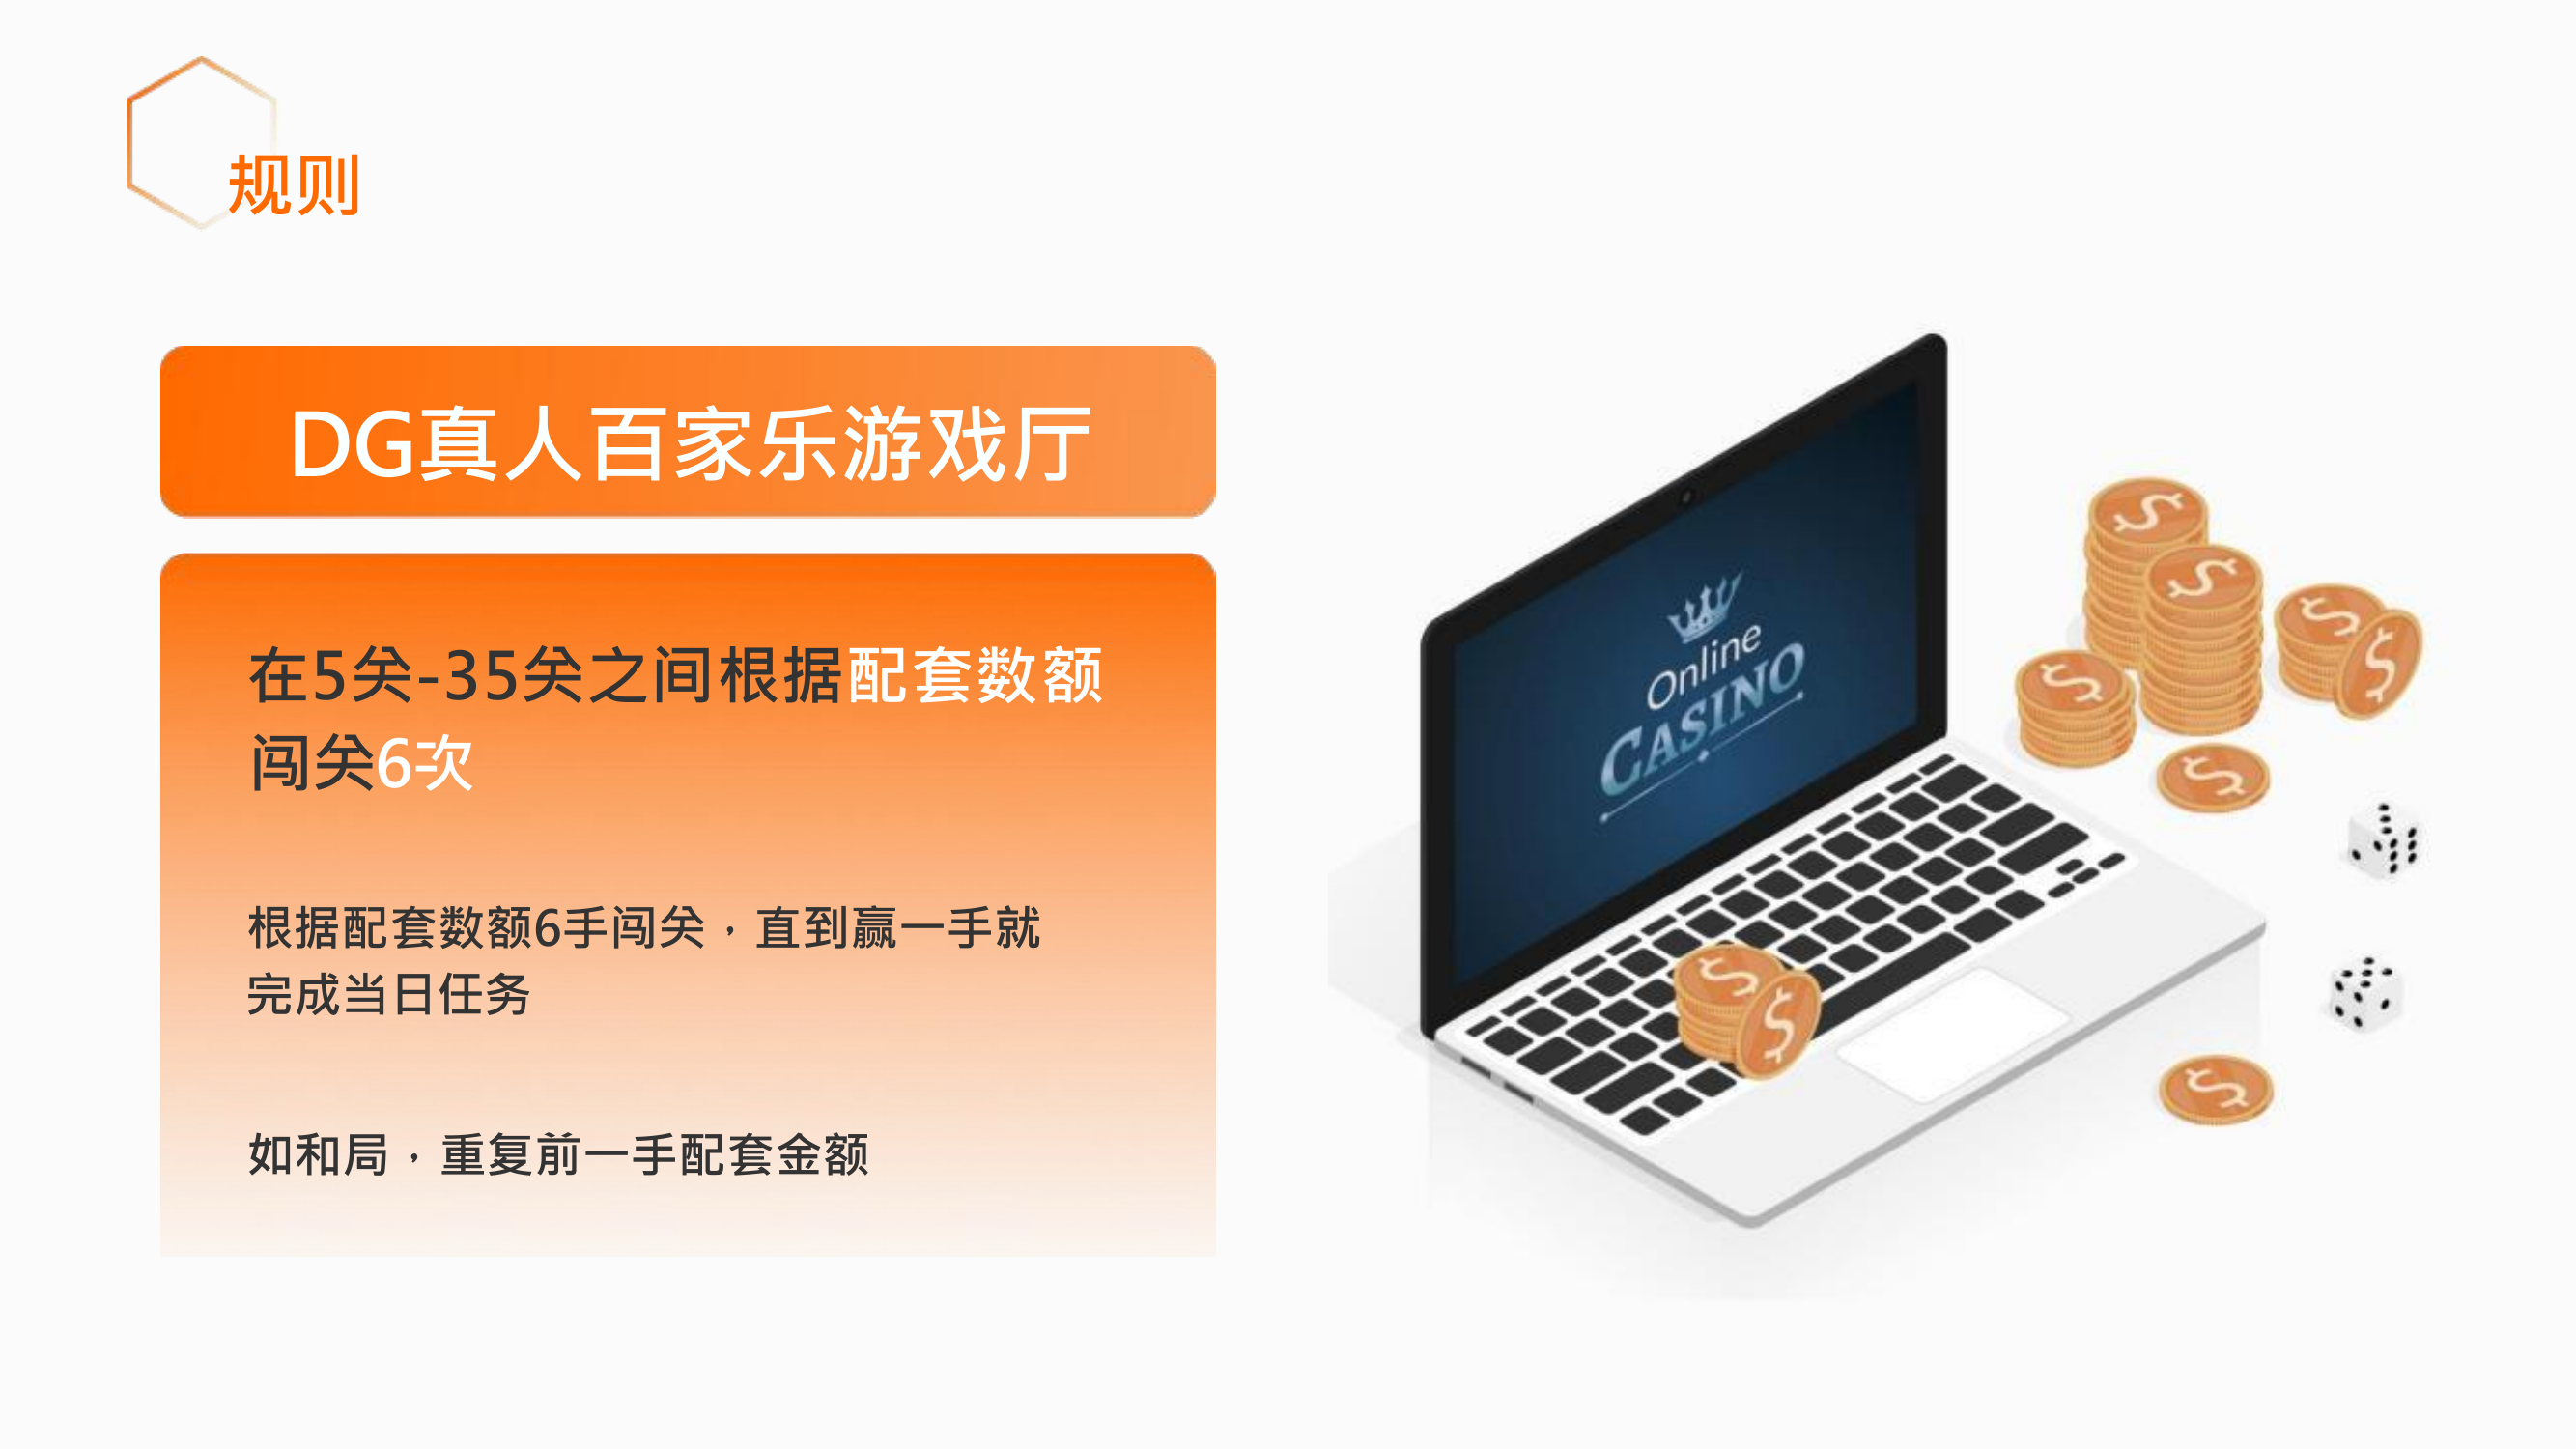 规则
DG真人百家乐游戏厅
在5关-35关之间根据配套数额
闯关6次
根据配套数额6手闯关，直到赢一手就
完成当日任务
如和局，重复前一手配套金额
Online
CASINO